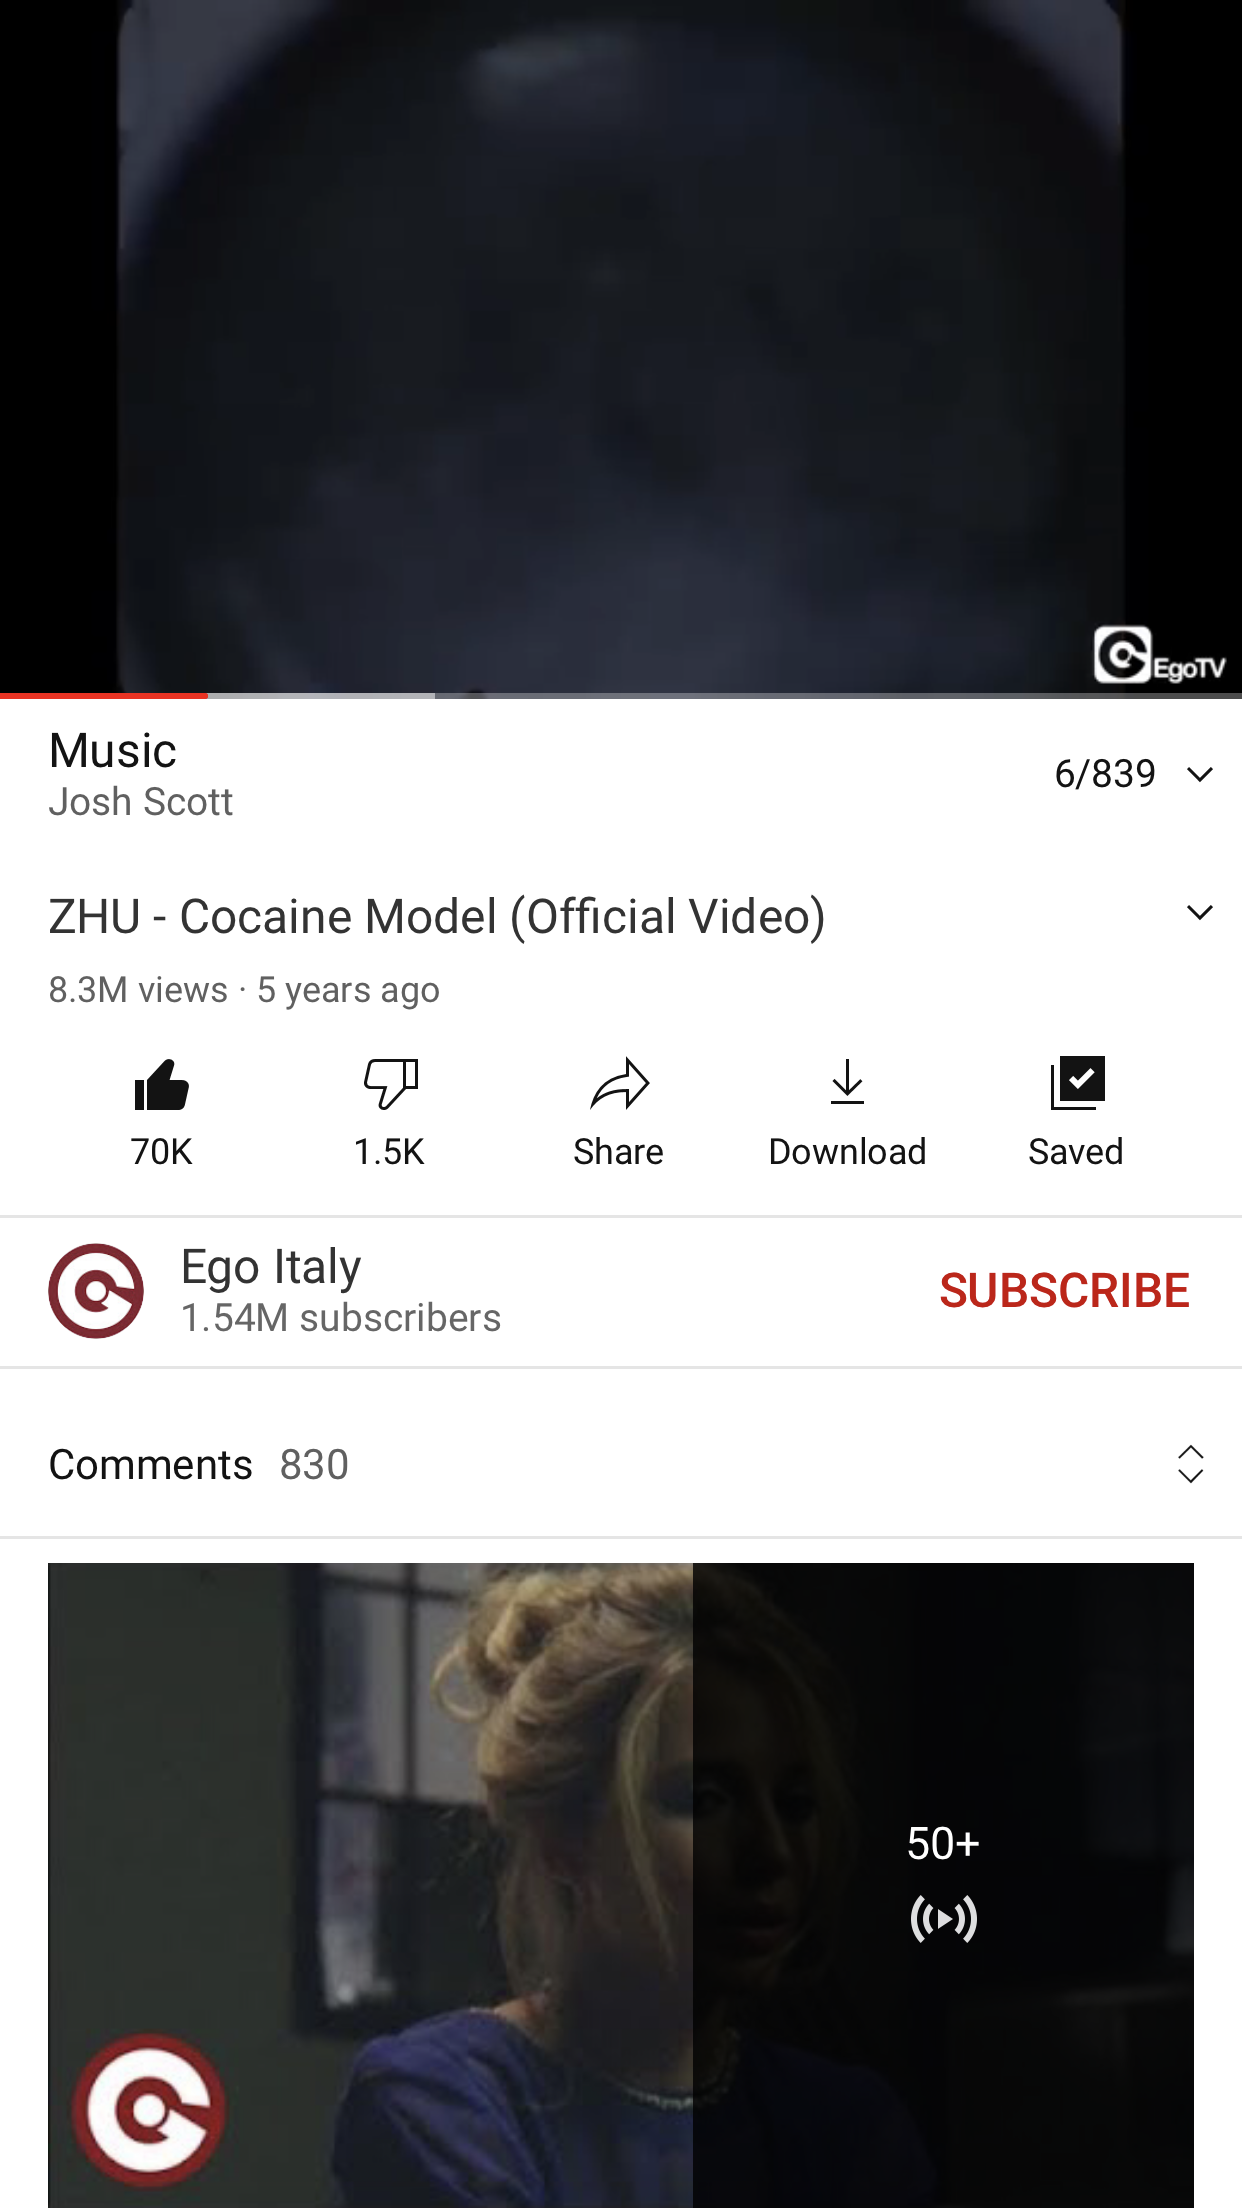 EgoTV
Music
Josh Scott
6/839
ZHU - Cocaine Model (Official Video)
8.3M views · 5 years ago
70K
1.5K
Share
Download
Saved
Ego Italy
1.54M subscribers
SUBSCRIBE
Comments 830
50+